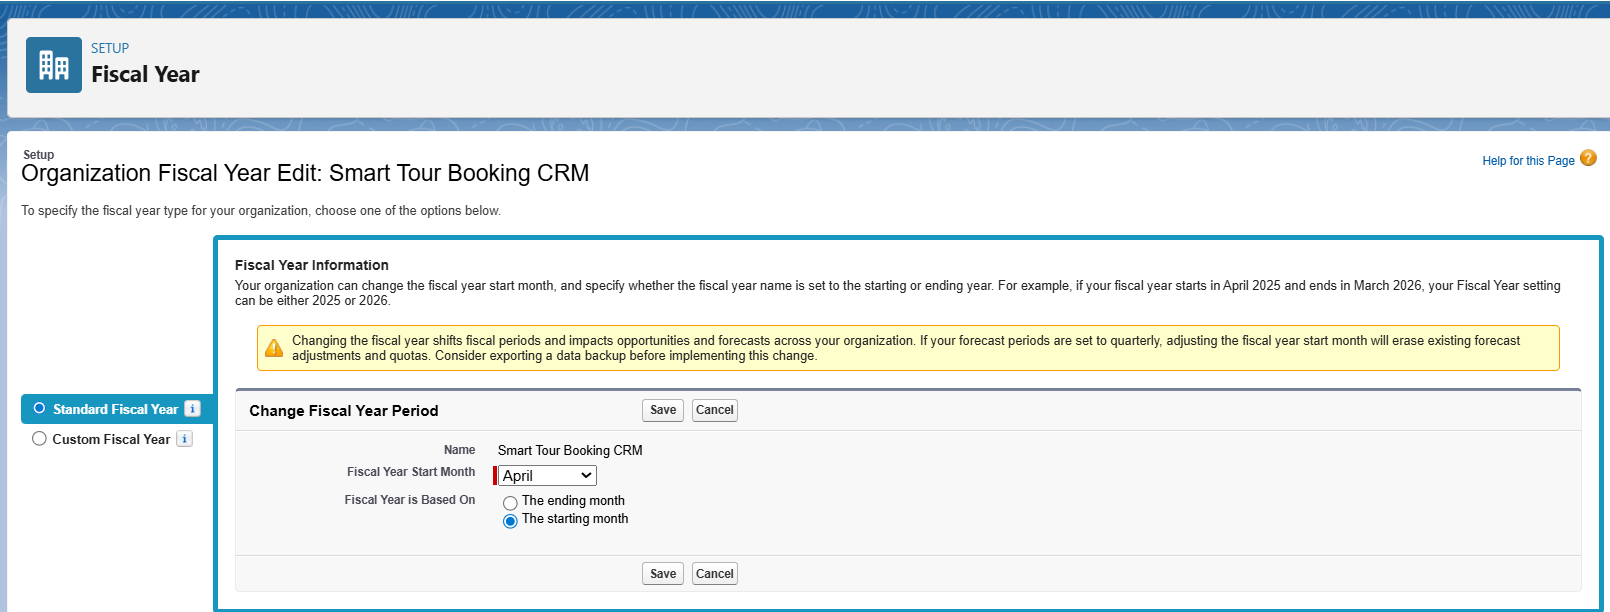 SETUP
Fiscal Year
Setup
Organization Fiscal Year Edit: Smart Tour Booking CRM
Help for this Page ?
To specify the fiscal year type for your organization, choose one of the options below.
Fiscal Year Information
Your organization can change the fiscal year start month, and specify whether the fiscal year name is set to the starting or ending year. For example, if your fiscal year starts in April 2025 and ends in March 2026, your Fiscal Year setting
can be either 2025 or 2026.
Changing the fiscal year shifts fiscal periods and impacts opportunities and forecasts across your organization. If your forecast periods are set to quarterly, adjusting the fiscal year start month will erase existing forecast
adjustments and quotas. Consider exporting a data backup before implementing this change.
Standard Fiscal Year i
Custom Fiscal Year i
Change Fiscal Year Period Save Cancel
Name Smart Tour Booking CRM
Fiscal Year Start Month April
Fiscal Year is Based On The ending month
The starting month
Save Cancel